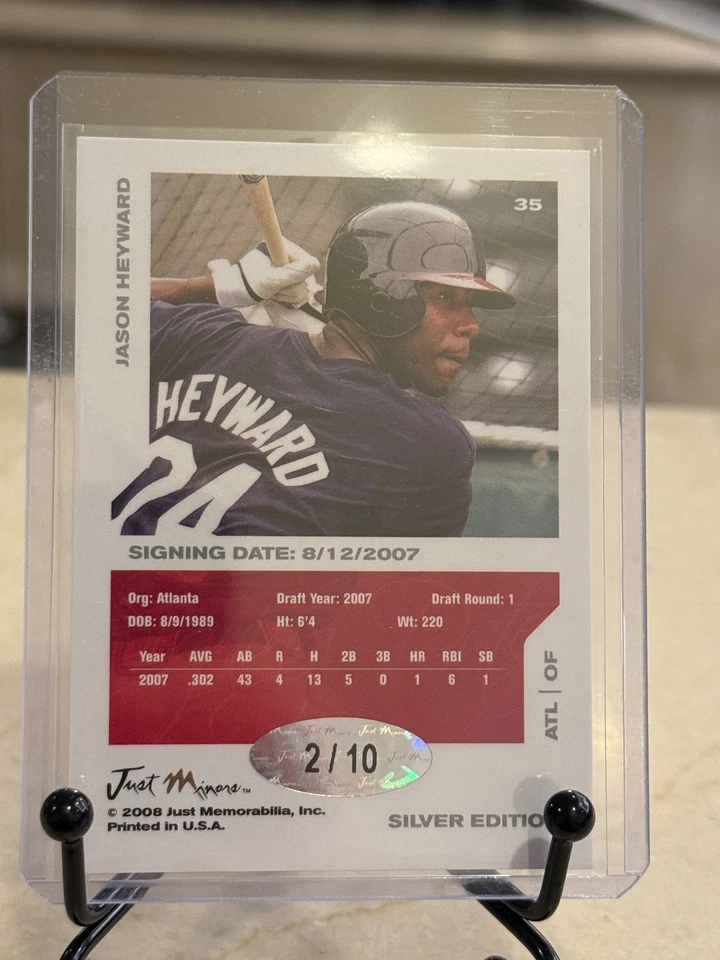 JASON HEYWARD
35
HEYWARD
24
SIGNING DATE: 8/12/2007
Org: Atlanta Draft Year: 2007 Draft Round: 1
DOB: 8/9/1989 Ht: 6'4 Wt: 220
Year AVG AB R H 2B 3B HR RBI SB
2007 .302 43 4 13 5 0 1 6 1
ATL | OF
2/10
Just Minors™
© 2008 Just Memorabilia, Inc.
Printed in U.S.A.
SILVER EDITIO